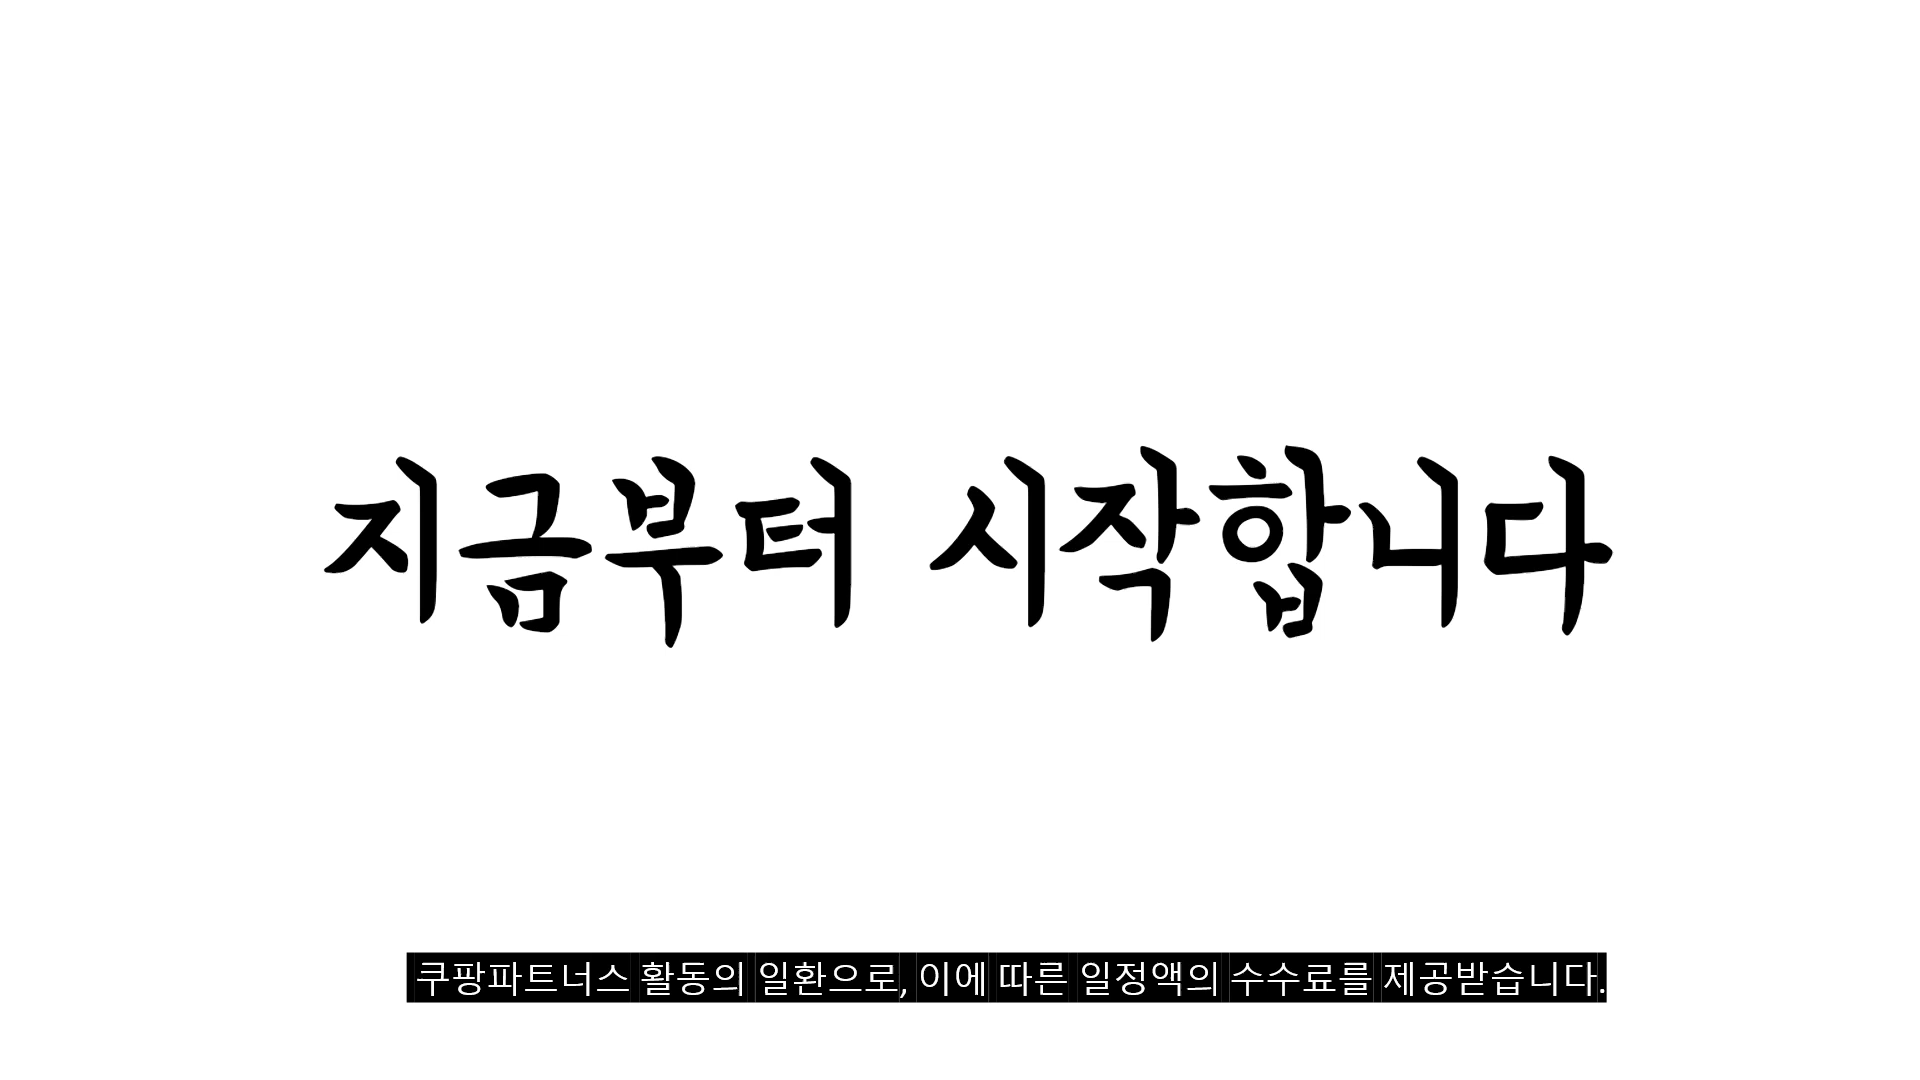 지금부터 시작합니다
쿠팡파트너스 활동의 일환으로, 이에 따른 일정액의 수수료를 제공받습니다.